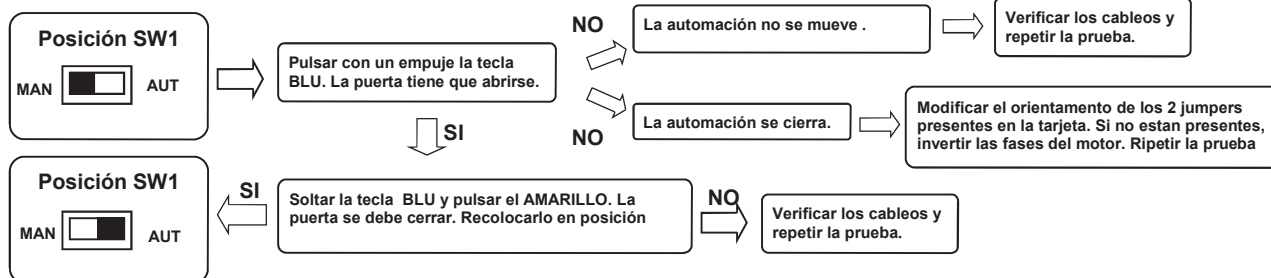 Posición SW1
MAN
AUT
Pulsar con un empuje la tecla
BLU. La puerta tiene que abrirse.
NO
La automación no se mueve .
Verificar los cableos y
repetir la prueba.
NO
La automación se cierra.
Modificar el orientamento de los 2 jumpers
presentes en la tarjeta. Si no estan presentes,
invertir las fases del motor. Ripetir la prueba
SI
Posición SW1
MAN
AUT
SI
Soltar la tecla BLU y pulsar el AMARILLO. La
puerta se debe cerrar. Recolocarlo en posición
NO
Verificar los cableos y
repetir la prueba.